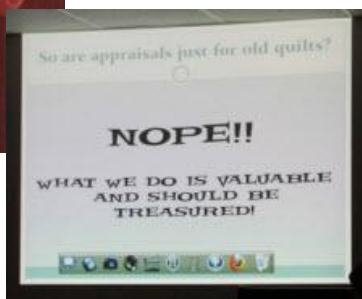 So are appraisals just for old quilts?
NOPE!!
WHAT WE DO IS VALUABLE
AND SHOULD BE
TREASURED!